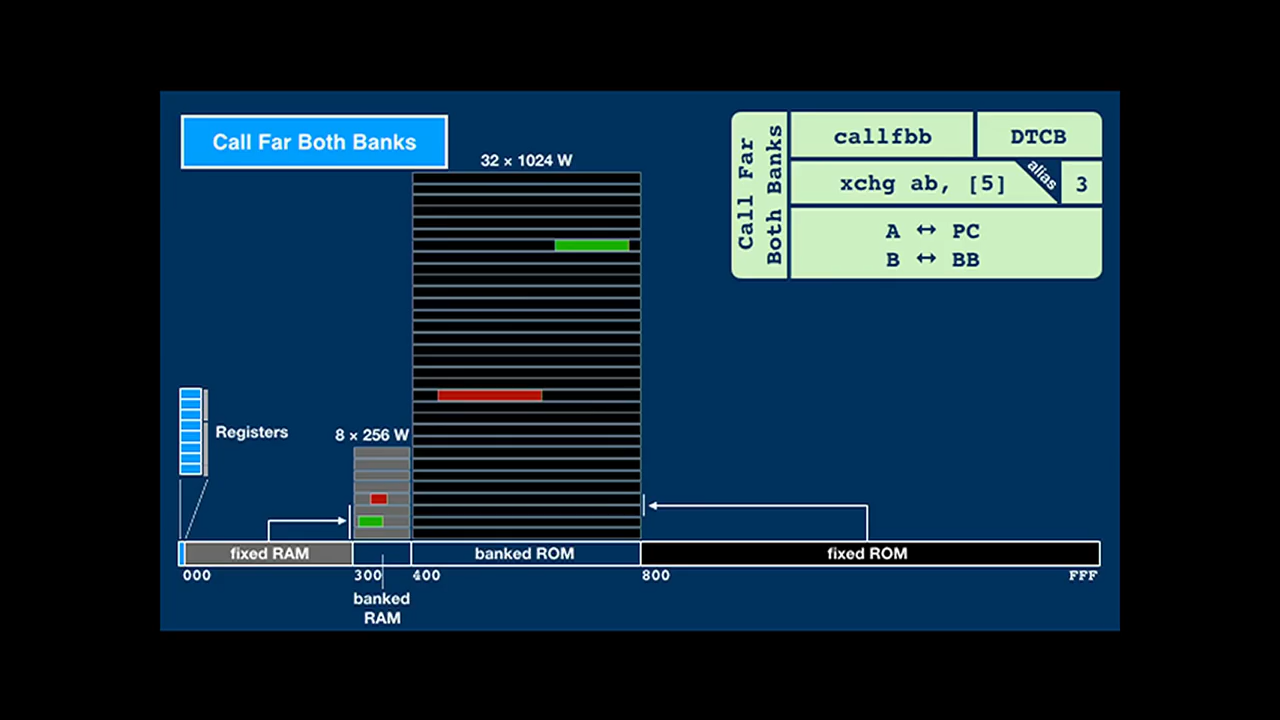 Call Far Both Banks
32 × 1024 W
Call Far
Both Banks
callfbb
DTCB
xchg ab, [5]
alias
3
A ↔ PC
B ↔ BB
Registers
8 × 256 W
fixed RAM
banked ROM
fixed ROM
000
300
400
800
FFF
banked
RAM